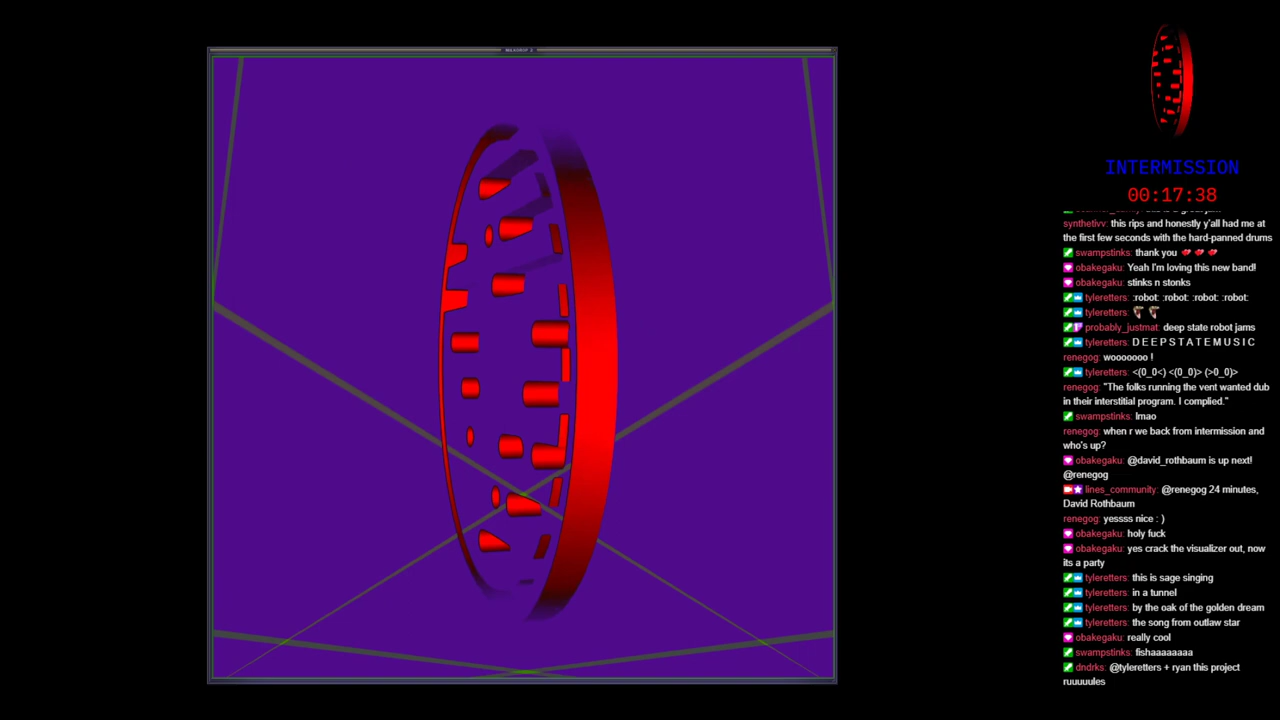 INTERMISSION
00:17:38
synthetivv: this rips and honestly y'all had me at
the first few seconds with the hard-panned drums
swampstinks: thank you
obakegaku: Yeah I'm loving this new band!
obakegaku: stinks n stonks
tyleretters: :robot: :robot: :robot: :robot:
tyleretters:
probably_justmat: deep state robot jams
tyleretters: D E E P S T A T E M U S I C
renegog: wooooooo !
tyleretters: <(0_0<) <(0_0)> (>0_0)>
renegog: "The folks running the vent wanted dub
in their interstitial program. I complied."
swampstinks: lmao
renegog: when r we back from intermission and
who's up?
obakegaku: @david_rothbaum is up next!
@renegog
lines_community: @renegog 24 minutes,
David Rothbaum
renegog: yessss nice : )
obakegaku: holy fuck
obakegaku: yes crack the visualizer out, now
its a party
tyleretters: this is sage singing
tyleretters: in a tunnel
tyleretters: by the oak of the golden dream
tyleretters: the song from outlaw star
obakegaku: really cool
swampstinks: fishaaaaaaaa
dndrks: @tyleretters + ryan this project
ruuuuules